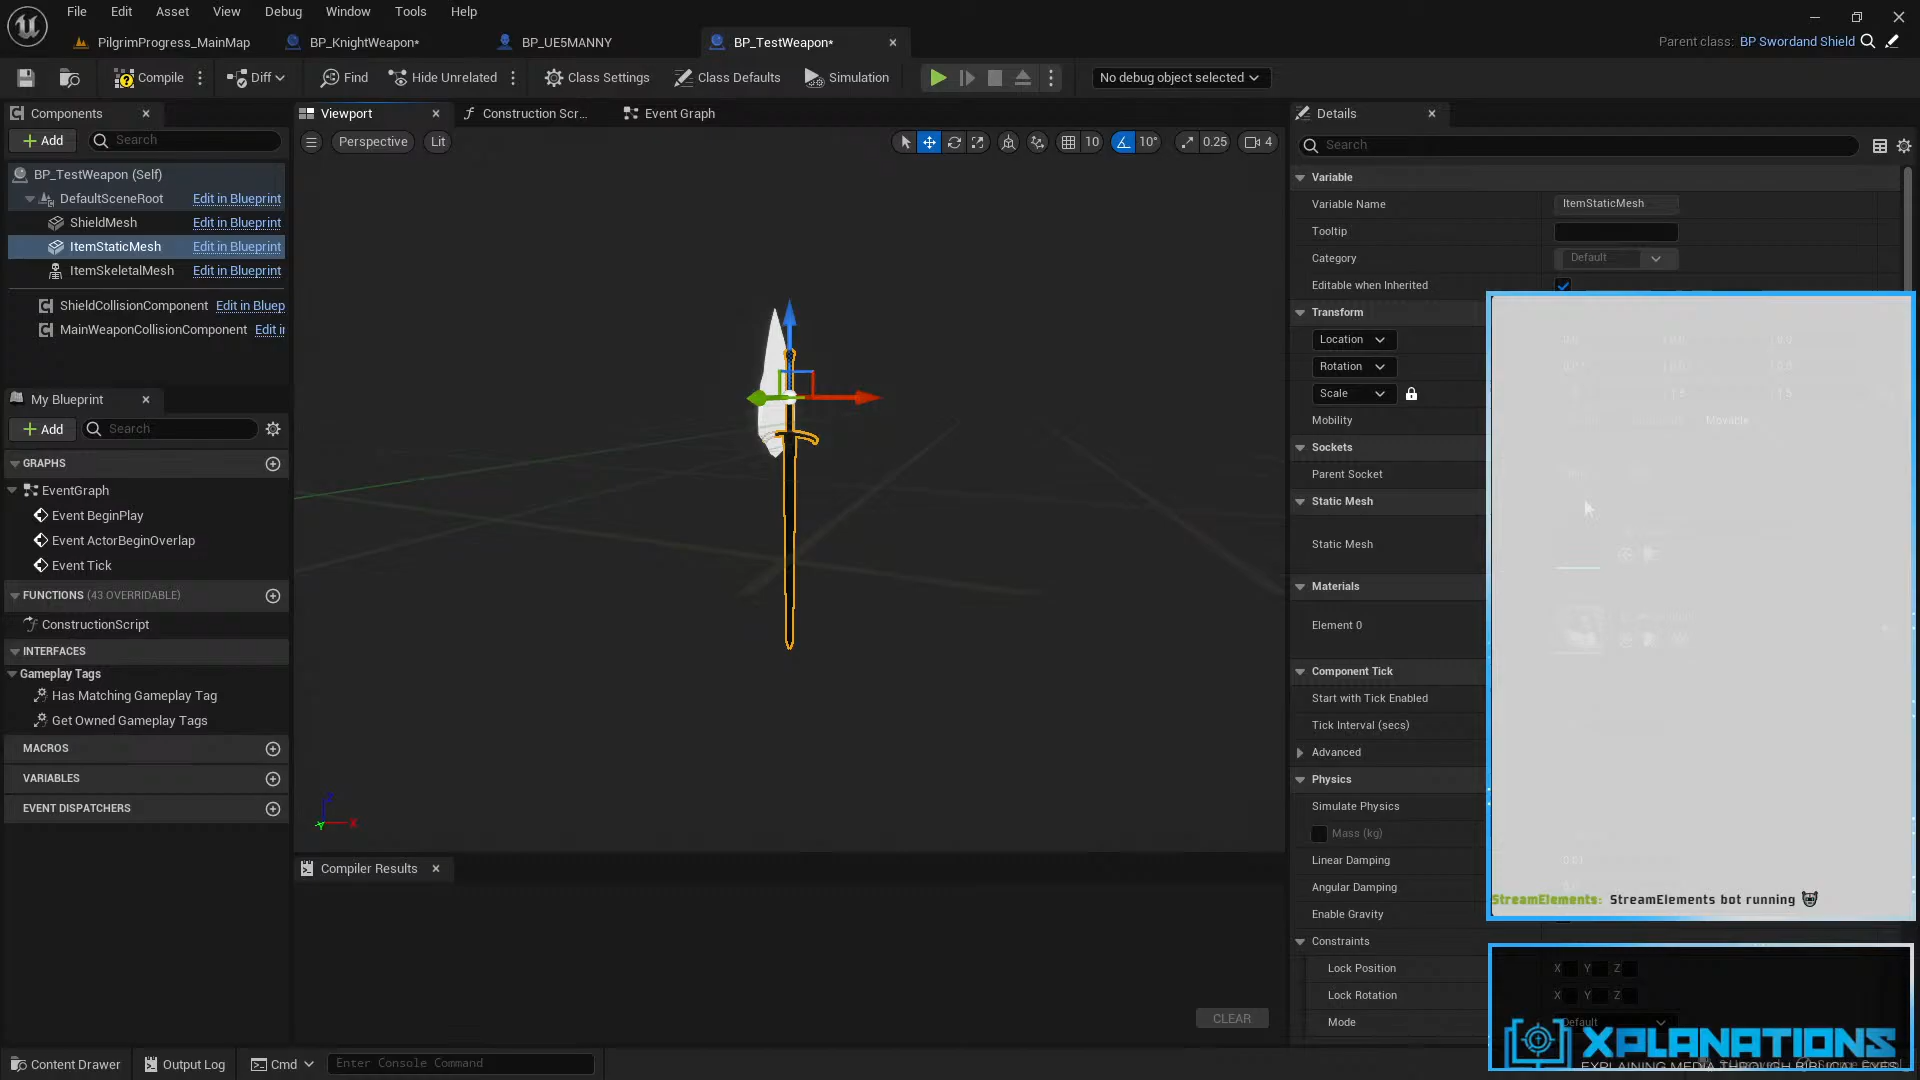 File Edit Asset View Debug Window Tools Help
PilgrimProgress_MainMap BP_KnightWeapon* BP_UE5MANNY BP_TestWeapon*
Parent class: BP Swordand Shield
Compile Diff Find Hide Unrelated Class Settings Class Defaults Simulation No debug object selected
Components
Add Search
BP_TestWeapon (Self)
DefaultSceneRoot Edit in Blueprint
ShieldMesh Edit in Blueprint
ItemStaticMesh Edit in Blueprint
ItemSkeletalMesh Edit in Blueprint
ShieldCollisionComponent Edit in Bluep
MainWeaponCollisionComponent Edit in
My Blueprint
Add Search
GRAPHS
EventGraph
Event BeginPlay
Event ActorBeginOverlap
Event Tick
FUNCTIONS (43 OVERRIDABLE)
ConstructionScript
INTERFACES
Gameplay Tags
Has Matching Gameplay Tag
Get Owned Gameplay Tags
MACROS
VARIABLES
EVENT DISPATCHERS
Viewport Construction Scr... Event Graph
Perspective Lit 10 10° 0.25 4
Z
Y X
Compiler Results
CLEAR
Details
Search
Variable
Variable Name ItemStaticMesh
Tooltip
Category Default
Editable when Inherited
Transform
Location
Rotation
Scale
Mobility Movable
Sockets
Parent Socket
Static Mesh
Static Mesh
Materials
Element 0
Component Tick
Start with Tick Enabled
Tick Interval (secs)
Advanced
Physics
Simulate Physics
Mass (kg)
Linear Damping 0.01
Angular Damping
Enable Gravity
Constraints
Lock Position X Y Z
Lock Rotation X Y Z
Mode Default
StreamElements: StreamElements bot running
XPLANATIONS
EXPLAINING MEDIA THROUGH BIBLICAL EYES
Content Drawer Output Log Cmd Enter Console Command